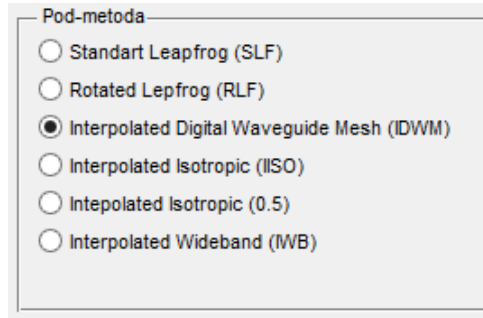 Pod-metoda
Standart Leapfrog (SLF)
Rotated Lepfrog (RLF)
Interpolated Digital Waveguide Mesh (IDWM)
Interpolated Isotropic (IISO)
Intepolated Isotropic (0.5)
Interpolated Wideband (IWB)